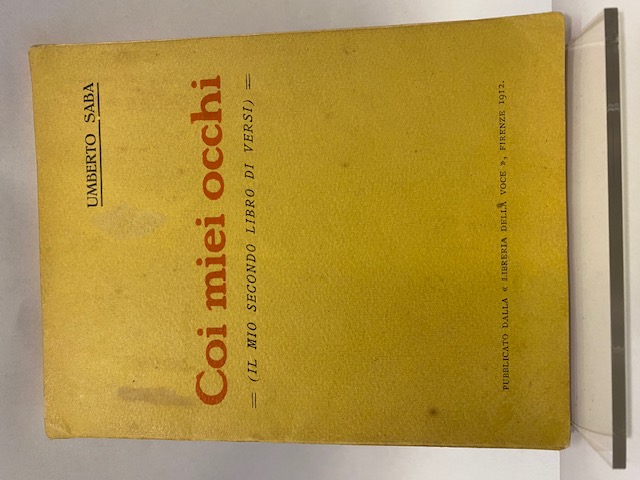 UMBERTO SABA
Coi miei occhi
= (IL MIO SECONDO LIBRO DI VERSI) =
PUBBLICATO DALLA « LIBRERIA DELLA VOCE », FIRENZE 1912.